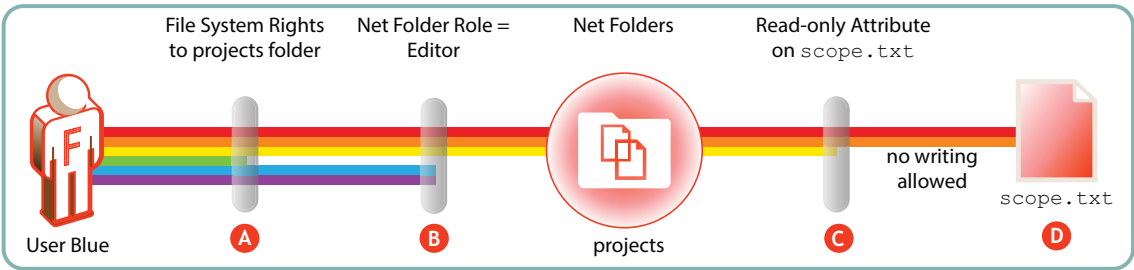 File System Rights
to projects folder
Net Folder Role =
Editor
Net Folders
Read-only Attribute
on scope.txt
F
no writing
allowed
scope.txt
User Blue
A
B
projects
C
D